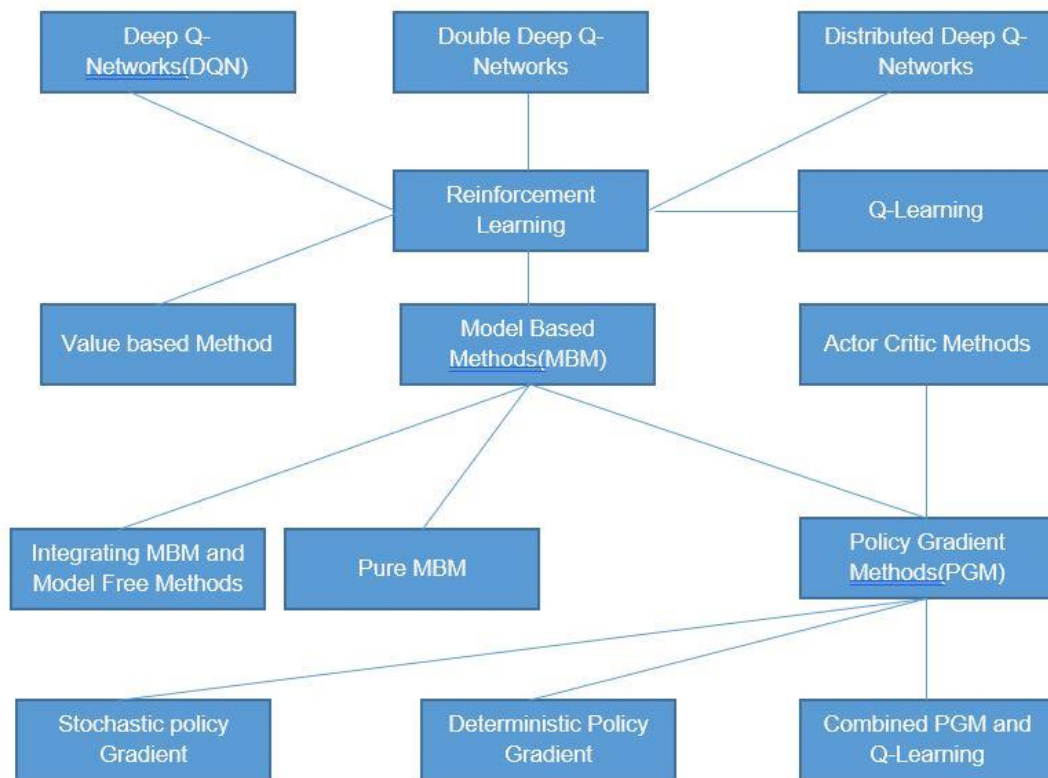 Deep Q-
Networks(DQN)
Double Deep Q-
Networks
Distributed Deep Q-
Networks
Reinforcement
Learning
Q-Learning
Value based Method
Model Based
Methods(MBM)
Actor Critic Methods
Integrating MBM and
Model Free Methods
Pure MBM
Policy Gradient
Methods(PGM)
Stochastic policy
Gradient
Deterministic Policy
Gradient
Combined PGM and
Q-Learning